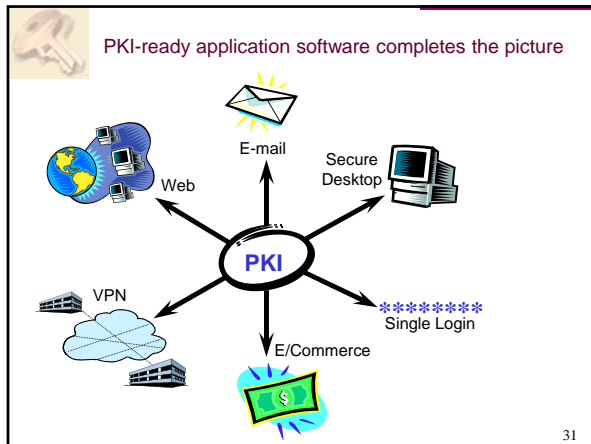 PKI-ready application software completes the picture
E-mail
Secure
Desktop
Web
PKI
VPN
********
Single Login
E/Commerce
$
31